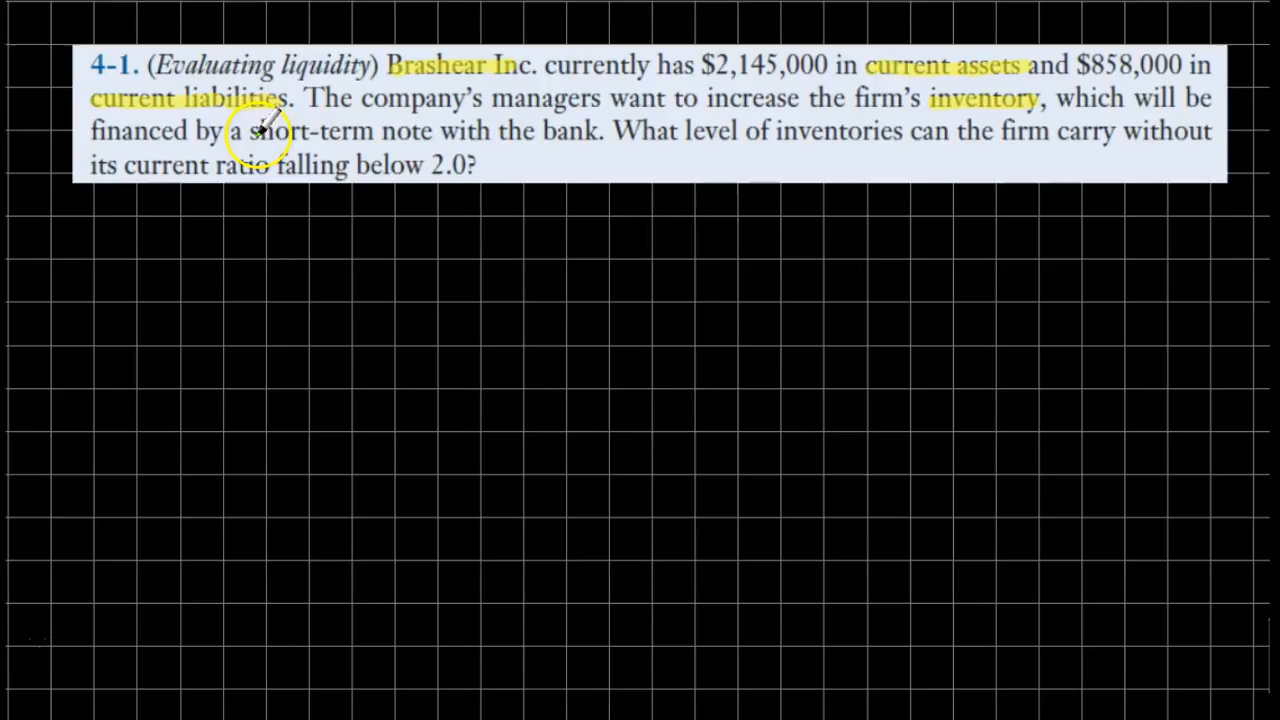 4-1. (Evaluating liquidity) Brashear Inc. currently has $2,145,000 in current assets and $858,000 in
current liabilities. The company's managers want to increase the firm's inventory, which will be
financed by a short-term note with the bank. What level of inventories can the firm carry without
its current ratio falling below 2.0?